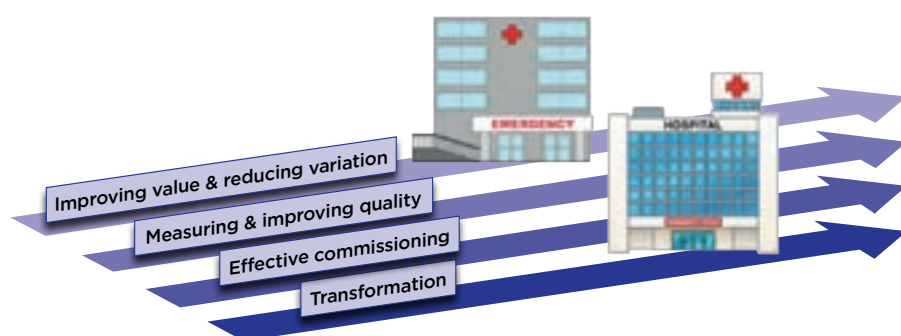 EMERGENCY
HOSPITAL
Improving value & reducing variation
Measuring & improving quality
Effective commissioning
Transformation